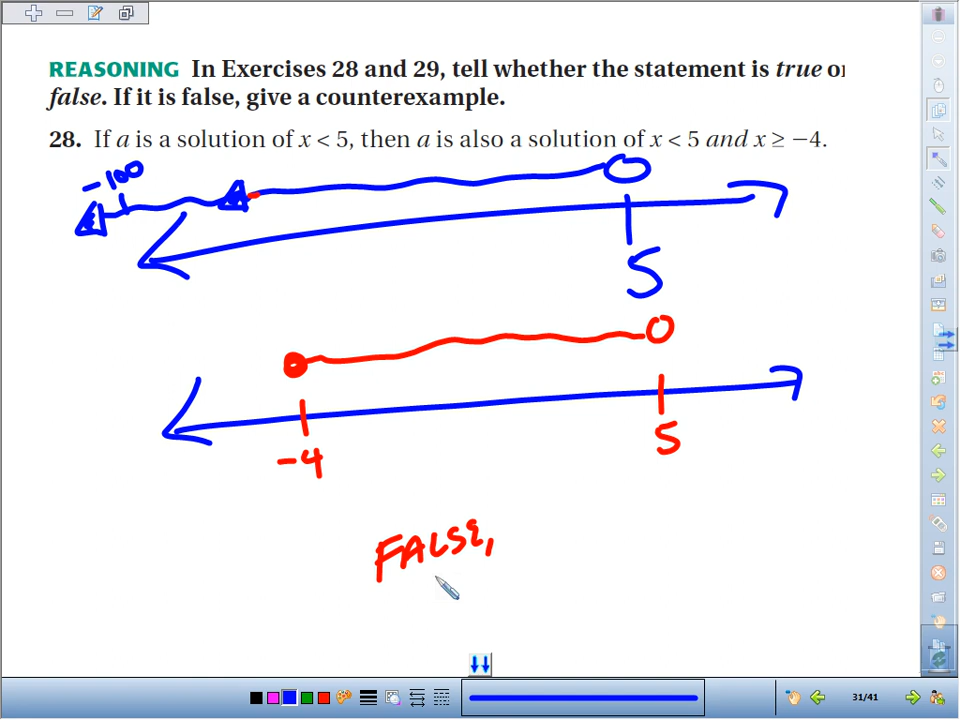 REASONING In Exercises 28 and 29, tell whether the statement is true or
false. If it is false, give a counterexample.
28. If a is a solution of x < 5, then a is also a solution of x < 5 and x ≥ −4.
-100
5
-4
5
FALSE,
31/41